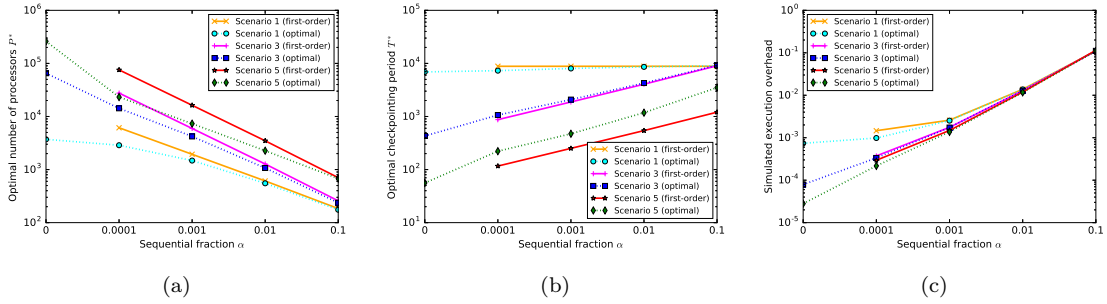 10^6
10^5
10^4
10^3
10^2
0
0.0001
0.001
0.01
0.1
Optimal number of processors P*
Sequential fraction α
Scenario 1 (first-order)
Scenario 1 (optimal)
Scenario 3 (first-order)
Scenario 3 (optimal)
Scenario 5 (first-order)
Scenario 5 (optimal)
(a)
10^5
10^4
10^3
10^2
10^1
0
0.0001
0.001
0.01
0.1
Optimal checkpointing period T*
Sequential fraction α
Scenario 1 (first-order)
Scenario 1 (optimal)
Scenario 3 (first-order)
Scenario 3 (optimal)
Scenario 5 (first-order)
Scenario 5 (optimal)
(b)
10^0
10^-1
10^-2
10^-3
10^-4
10^-5
0
0.0001
0.001
0.01
0.1
Simulated execution overhead
Sequential fraction α
Scenario 1 (first-order)
Scenario 1 (optimal)
Scenario 3 (first-order)
Scenario 3 (optimal)
Scenario 5 (first-order)
Scenario 5 (optimal)
(c)